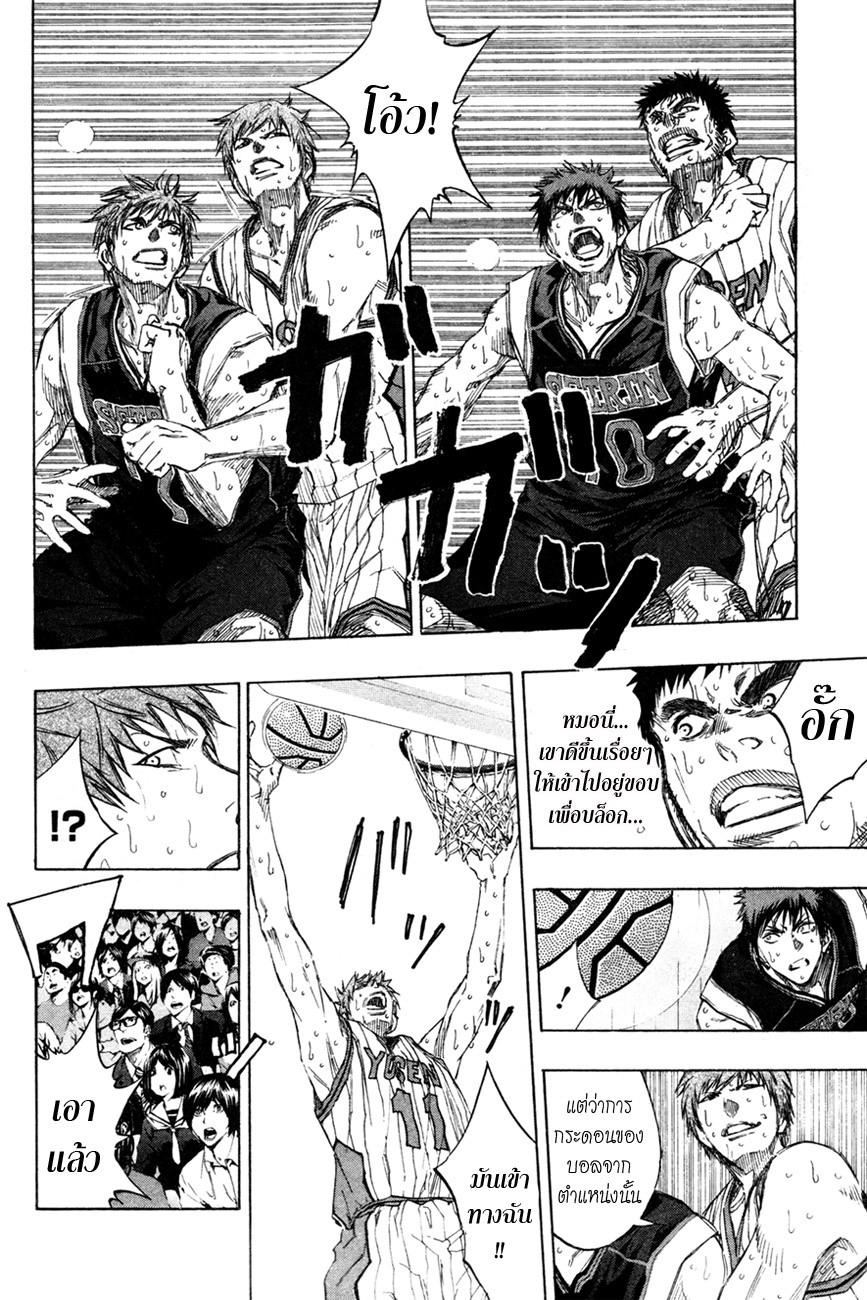 โอ้ว!
SEIRIN
10
YOSEN
SEIRIN
ガガッ
อั๊ก
หมอนี่...
เขาดีขึ้นเรื่อยๆ
ให้เข้าไปอยู่ขอบ
เพื่อบล็อก...
!
แต่ว่าการ
กระดอนของ
บอลจาก
ตำแหน่งนั้น
YOSEN
11
มันเข้า
ทางฉัน
!!
!?
เอา
แล้ว